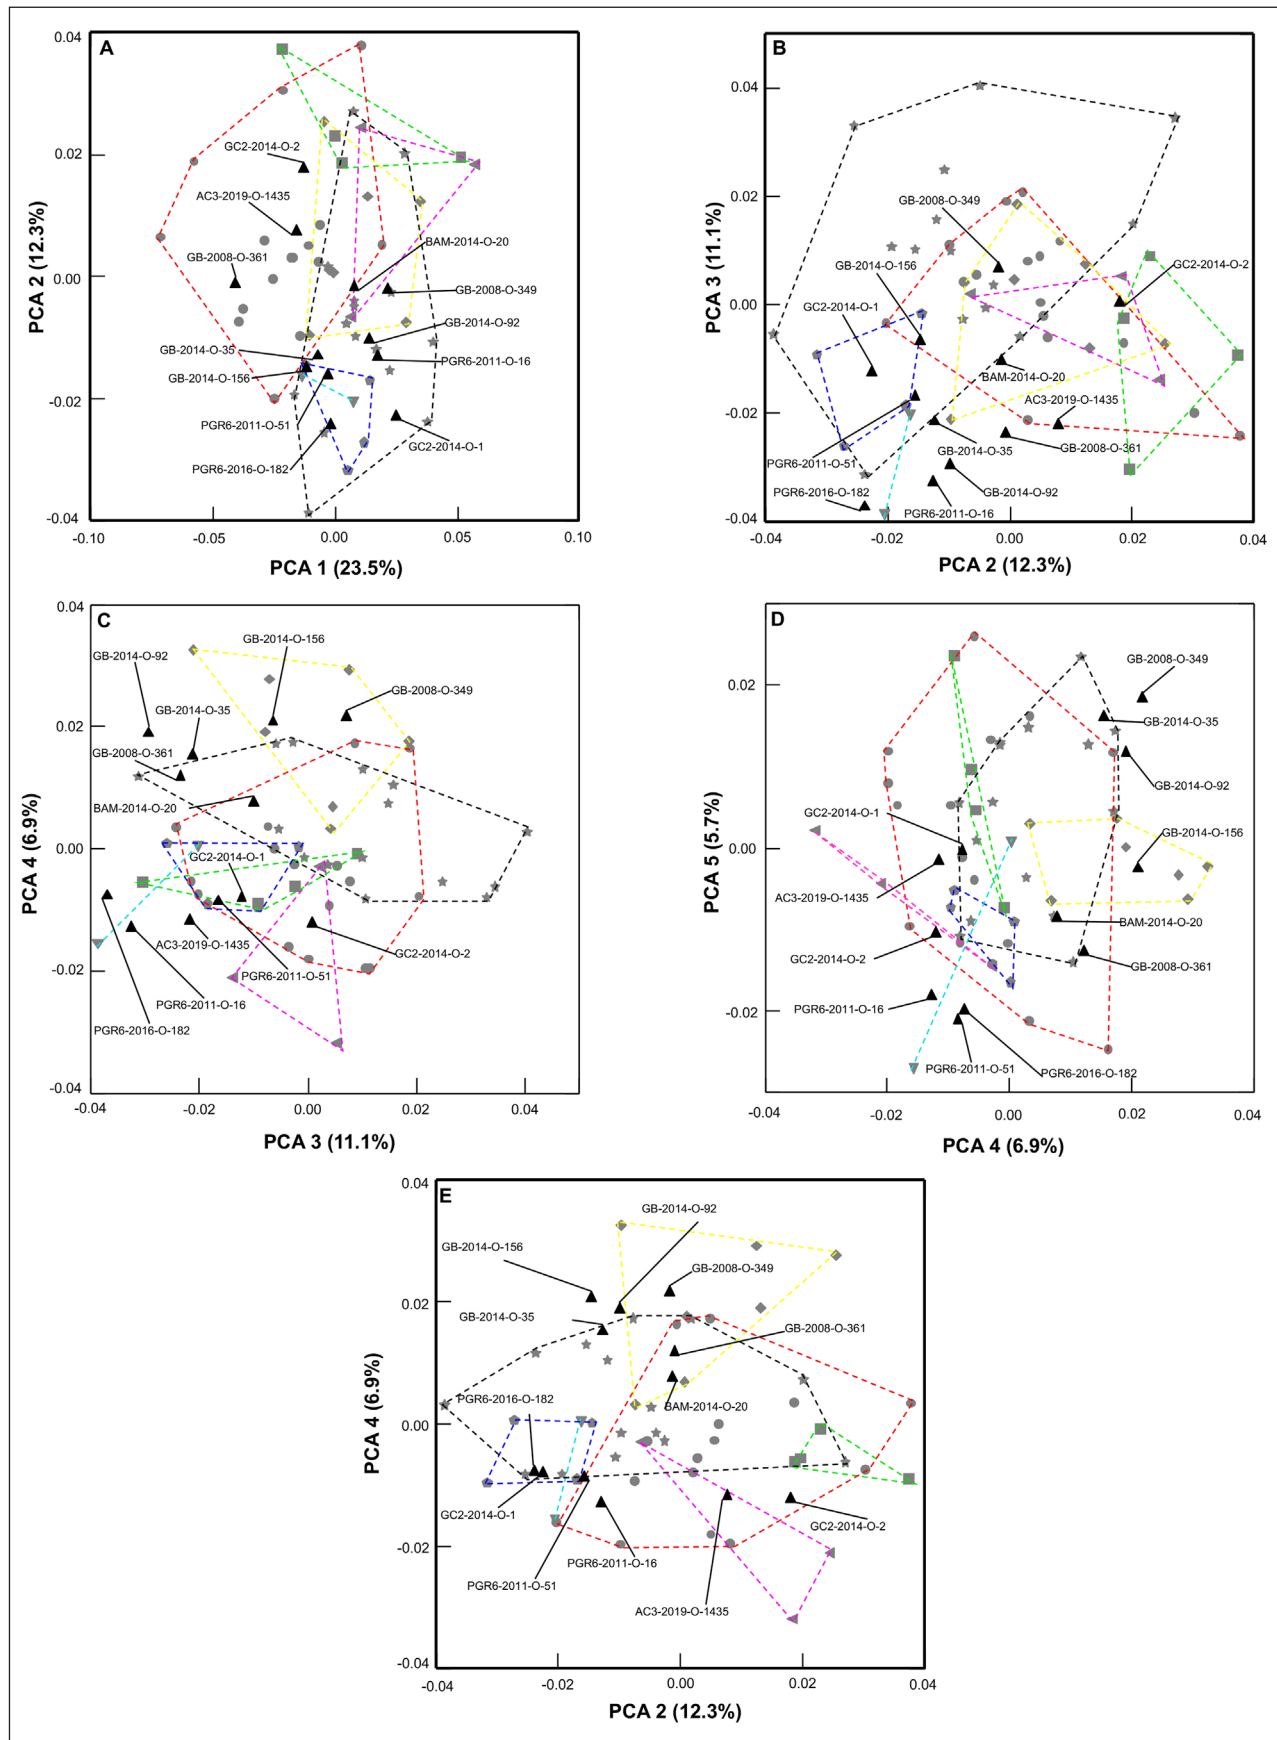 A
0.04
0.02
0.00
-0.02
-0.04
PCA 2 (12.3%)
GC2-2014-O-2
AC3-2019-O-1435
GB-2008-O-361
BAM-2014-O-20
GB-2008-O-349
GB-2014-O-92
GB-2014-O-35
PGR6-2011-O-16
GB-2014-O-156
PGR6-2011-O-51
GC2-2014-O-1
PGR6-2016-O-182
-0.10
-0.05
0.00
0.05
0.10
PCA 1 (23.5%)
B
0.04
0.02
0.00
-0.02
-0.04
PCA 3 (11.1%)
GB-2008-O-349
GB-2014-O-156
GC2-2014-O-2
GC2-2014-O-1
BAM-2014-O-20
AC3-2019-O-1435
PGR6-2011-O-51
GB-2014-O-35
GB-2008-O-361
PGR6-2016-O-182
GB-2014-O-92
PGR6-2011-O-16
-0.04
-0.02
0.00
0.02
0.04
PCA 2 (12.3%)
C
0.04
0.02
0.00
-0.02
-0.04
PCA 4 (6.9%)
GB-2014-O-156
GB-2014-O-92
GB-2008-O-349
GB-2014-O-35
GB-2008-O-361
BAM-2014-O-20
GC2-2014-O-1
AC3-2019-O-1435
GC2-2014-O-2
PGR6-2011-O-51
PGR6-2011-O-16
PGR6-2016-O-182
-0.04
-0.02
0.00
0.02
0.04
PCA 3 (11.1%)
D
0.02
0.00
-0.02
PCA 5 (5.7%)
GB-2008-O-349
GB-2014-O-35
GB-2014-O-92
GC2-2014-O-1
GB-2014-O-156
AC3-2019-O-1435
BAM-2014-O-20
GC2-2014-O-2
GB-2008-O-361
PGR6-2011-O-16
PGR6-2011-O-51
PGR6-2016-O-182
-0.04
-0.02
0.00
0.02
0.04
PCA 4 (6.9%)
E
0.04
0.02
0.00
-0.02
-0.04
PCA 4 (6.9%)
GB-2014-O-92
GB-2014-O-156
GB-2008-O-349
GB-2014-O-35
GB-2008-O-361
PGR6-2016-O-182
BAM-2014-O-20
GC2-2014-O-1
GC2-2014-O-2
PGR6-2011-O-16
PGR6-2011-O-51
AC3-2019-O-1435
-0.04
-0.02
0.00
0.02
0.04
PCA 2 (12.3%)